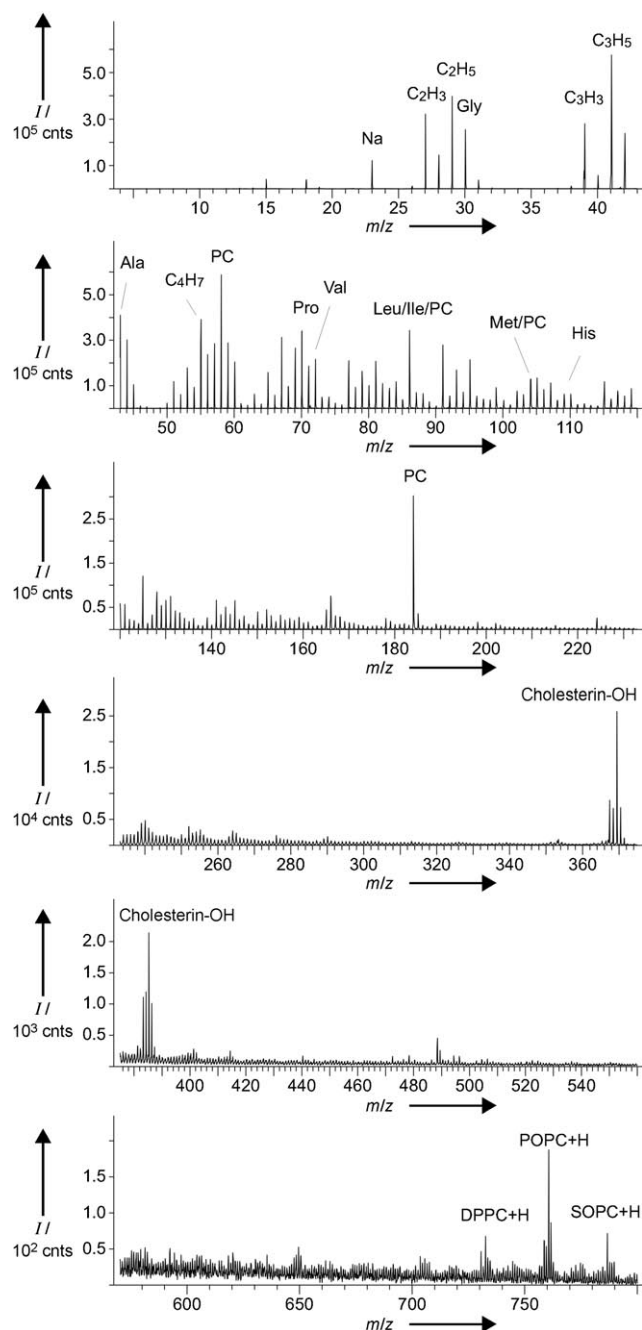 C₃H₅
C₂H₅
5.0
C₂H₃
Gly
C₃H₃
I /
3.0
10⁵ cnts
Na
1.0
10 20 30 40
m/z
Ala
PC
C₄H₇
5.0
Val
Pro
Leu/Ile/PC
I /
3.0
Met/PC
His
10⁵ cnts
1.0
50 60 70 80 90 100 110
m/z
PC
2.5
I /
1.5
10⁵ cnts
0.5
140 160 180 200 220
m/z
Cholesterin-OH
2.5
I /
1.5
10⁴ cnts
0.5
260 280 300 320 340 360
m/z
Cholesterin-OH
2.0
1.5
I /
1.0
10³ cnts
0.5
400 420 440 460 480 500 520 540
m/z
POPC+H
1.5
DPPC+H
SOPC+H
I /
1.0
10² cnts
0.5
600 650 700 750
m/z